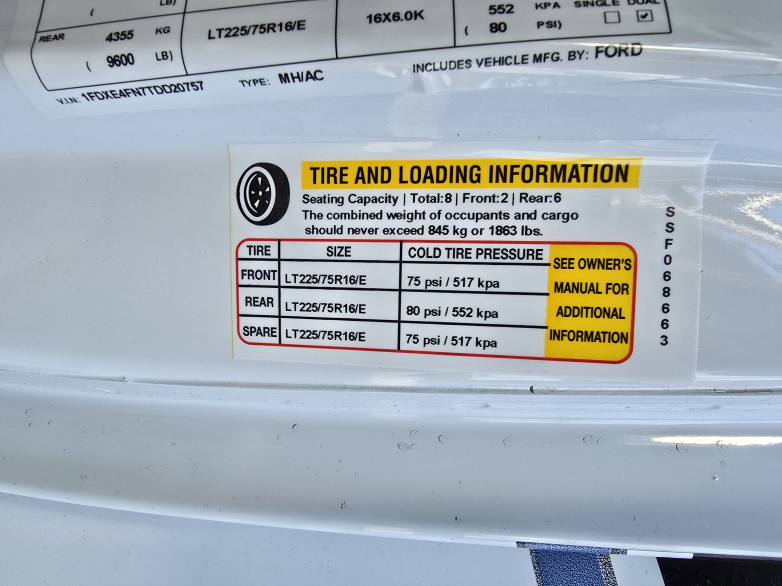 ( LB)
552 KPA SINGLE DUAL
REAR 4355 KG LT225/75R16/E 16X6.0K ( 80 PSI)
( 9600 LB)
INCLUDES VEHICLE MFG. BY: FORD
V.I.N: 1FDXE4FN7TDD20757 TYPE: MH/AC
TIRE AND LOADING INFORMATION
Seating Capacity | Total:8 | Front:2 | Rear:6
The combined weight of occupants and cargo
should never exceed 845 kg or 1863 lbs.
TIRE SIZE COLD TIRE PRESSURE
FRONT LT225/75R16/E 75 psi / 517 kpa
REAR LT225/75R16/E 80 psi / 552 kpa
SPARE LT225/75R16/E 75 psi / 517 kpa
SEE OWNER'S
MANUAL FOR
ADDITIONAL
INFORMATION
SSF068663